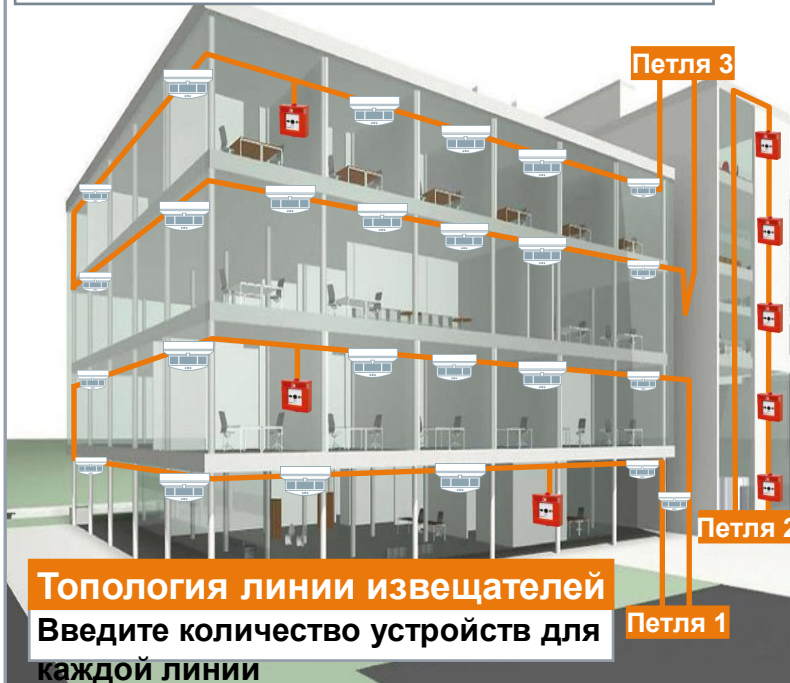 Петля 3
Петля 2
Петля 1
Топология линии извещателей
Введите количество устройств для
каждой линии